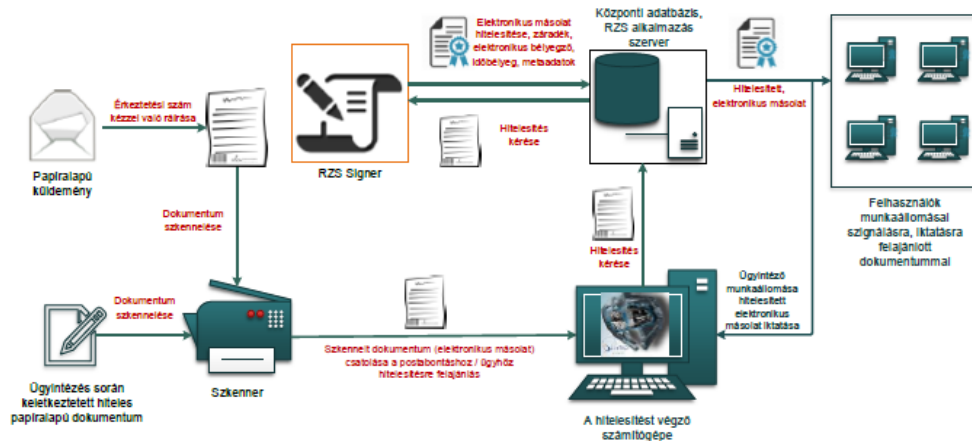 Elektronikus másolat
hitelesítése, záradék,
elektronikus bélyegző,
időbélyeg, metaadatok
Központi adatbázis,
RZS alkalmazás
szerver
Érkeztetési szám
kézzel való ráírása
Hitelesített,
elektronikus másolat
Hitelesítés
kérése
Papíralapú
küldemény
RZS Signer
Felhasználók
munkaállomásai
szignálásra, iktatásra
felajánlott
dokumentummal
Dokumentum
szkennelése
Hitelesítés
kérése
Ügyintéző
munkaállomása
hitelesített
elektronikus
másolat iktatása
Dokumentum
szkennelése
Szkennelt dokumentum (elektronikus másolat)
csatolása a postabontáshoz / ügyhöz
hitelesítésre felajánlás
Szkenner
Ügyintézés során
keletkeztetett hiteles
papíralapú dokumentum
A hitelesítést végző
számítógépe